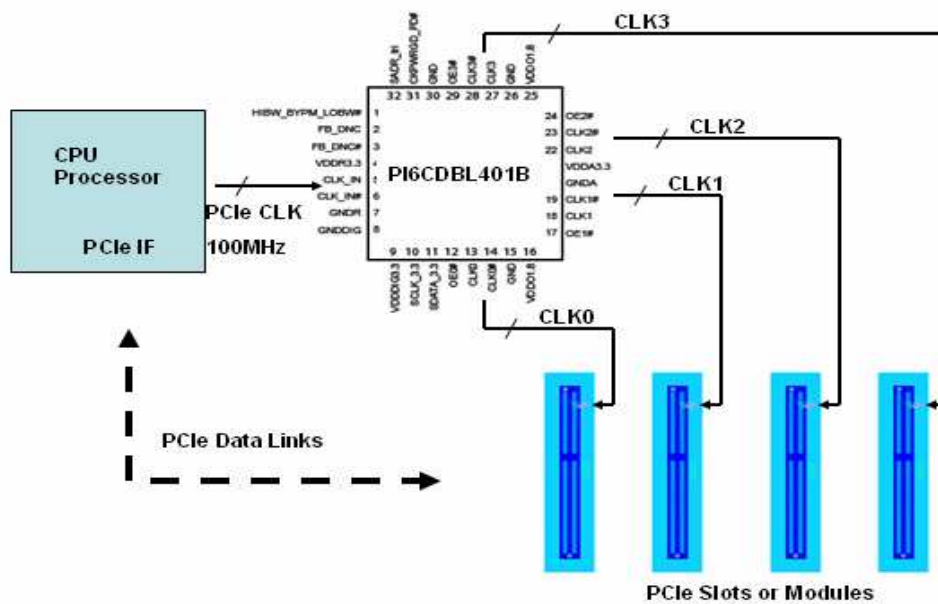 CLK3
SADR_tri
CKPWRGD_PD#
GND
OE3#
CLK3#
CLK3
GND
VDDO1.8
32 31 30 29 28 27 26 25
HIBW_BYPM_LOBW# 1
FB_DNC 2
FB_DNC# 3
VDDR3.3 4
CLK_IN 5
CLK_IN# 6
GNDR 7
GNDDIG 8
24 OE2#
23 CLK2#
22 CLK2
VDDA3.3
GNDA
19 CLK1#
18 CLK1
17 OE1#
PI6CDBL401B
CLK2
CLK1
CPU
Processor
PCIe CLK
PCIe IF
100MHz
9 10 11 12 13 14 15 16
VDDDIG3.3
SCLK_3.3
SDATA_3.3
OE0#
CLK0
CLK0#
GND
VDDO1.8
CLK0
PCIe Data Links
PCIe Slots or Modules